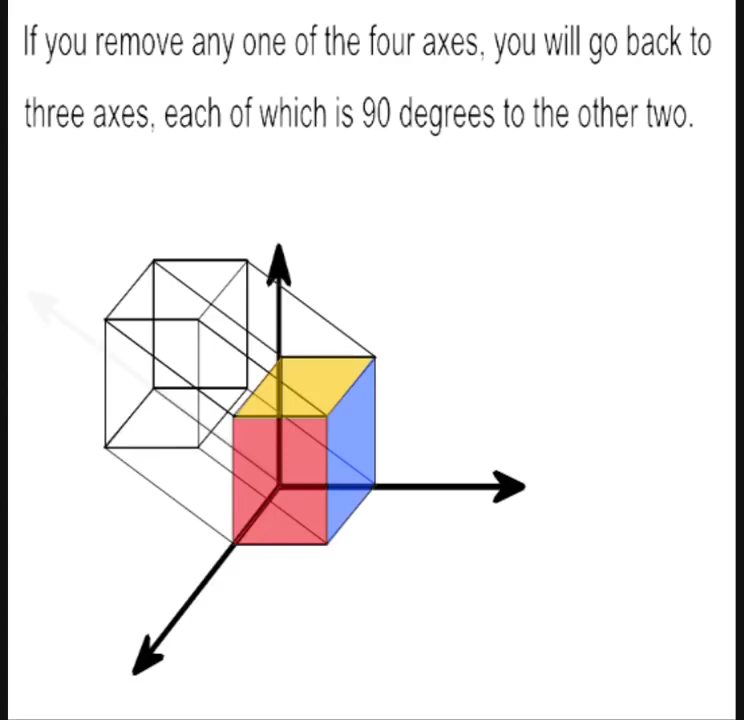 If you remove any one of the four axes, you will go back to
three axes, each of which is 90 degrees to the other two.